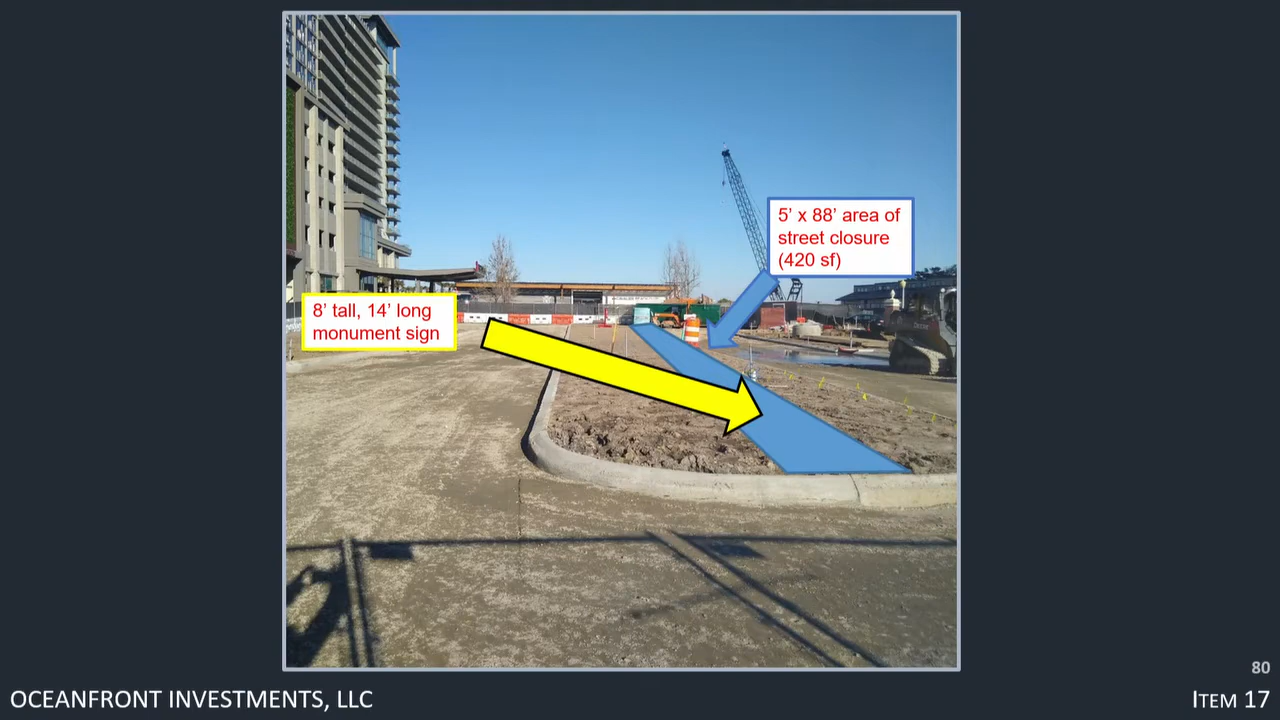 5’ x 88’ area of
street closure
(420 sf)
8’ tall, 14’ long
monument sign
80
OCEANFRONT INVESTMENTS, LLC
ITEM 17